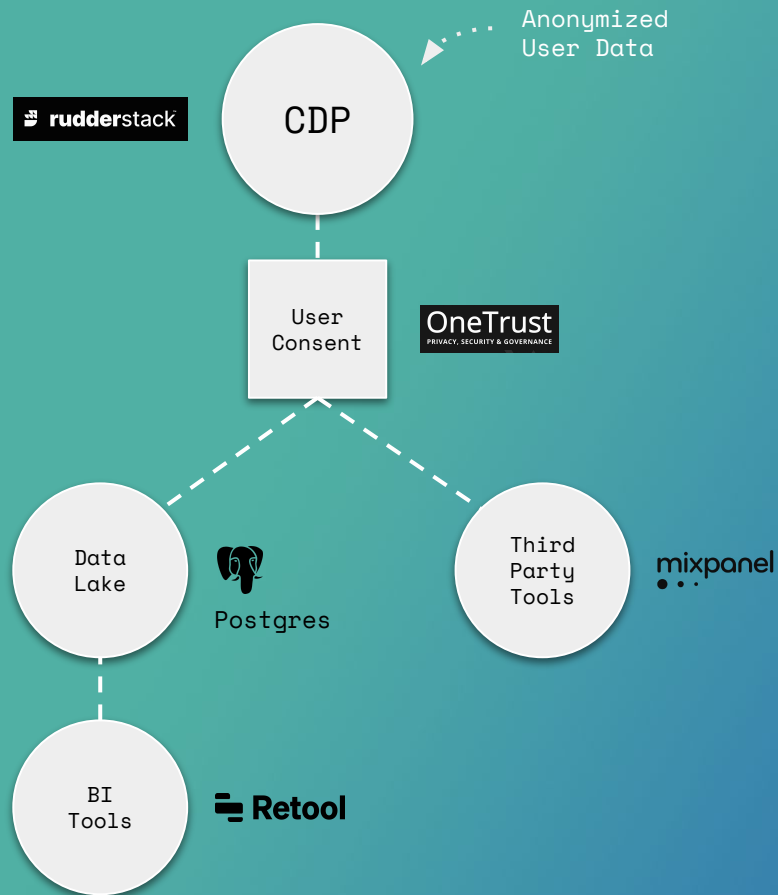 Anonymized
User Data
rudderstack
CDP
User
Consent
OneTrust
PRIVACY, SECURITY & GOVERNANCE
Data
Lake
Postgres
Third
Party
Tools
mixpanel
BI
Tools
Retool